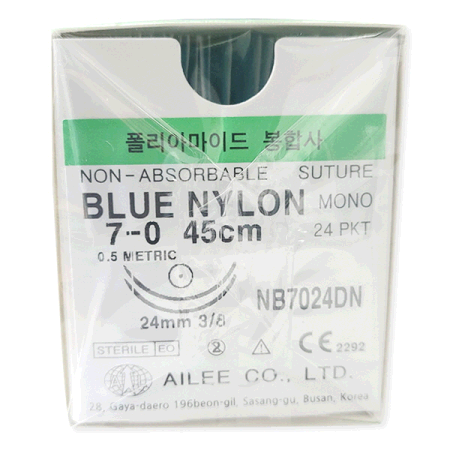 폴리아마이드 봉합사
NON-ABSORBABLE SUTURE
BLUE NYLON MONO
7-0 45cm 24 PKT
0.5 METRIC
NB7024DN
24mm 3/8
STERILE EO 2 CE 2292
AILEE CO., LTD.
28, Gaya-daero 196beon-gil, Sasang-gu, Busan, Korea